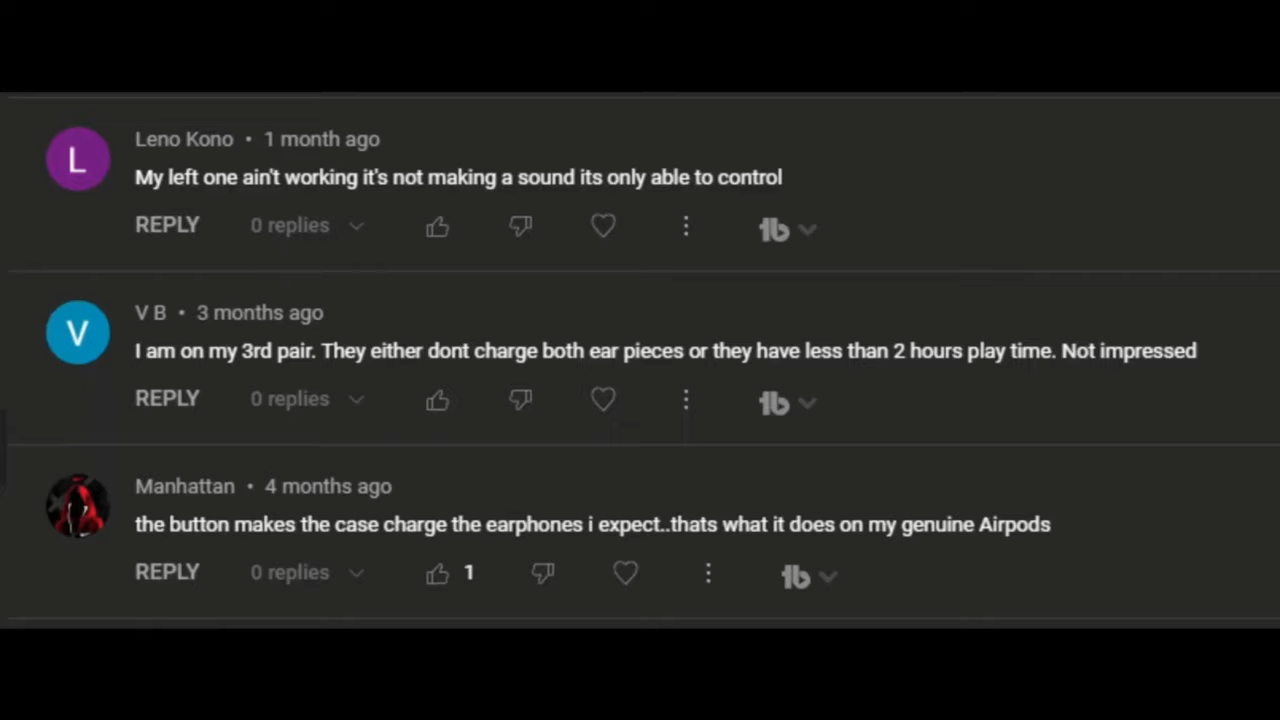 L
Leno Kono • 1 month ago
My left one ain't working it's not making a sound its only able to control
REPLY 0 replies
V
V B • 3 months ago
I am on my 3rd pair. They either dont charge both ear pieces or they have less than 2 hours play time. Not impressed
REPLY 0 replies
Manhattan • 4 months ago
the button makes the case charge the earphones i expect..thats what it does on my genuine Airpods
REPLY 0 replies 1